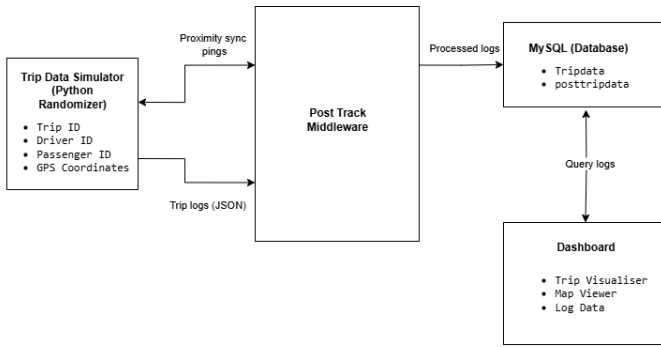 Proximity sync
pings
Processed logs
MySQL (Database)
Tripdata
posttripdata
Trip Data Simulator
(Python
Randomizer)
Trip ID
Driver ID
Passenger ID
GPS Coordinates
Post Track
Middleware
Trip logs (JSON)
Query logs
Dashboard
Trip Visualiser
Map Viewer
Log Data